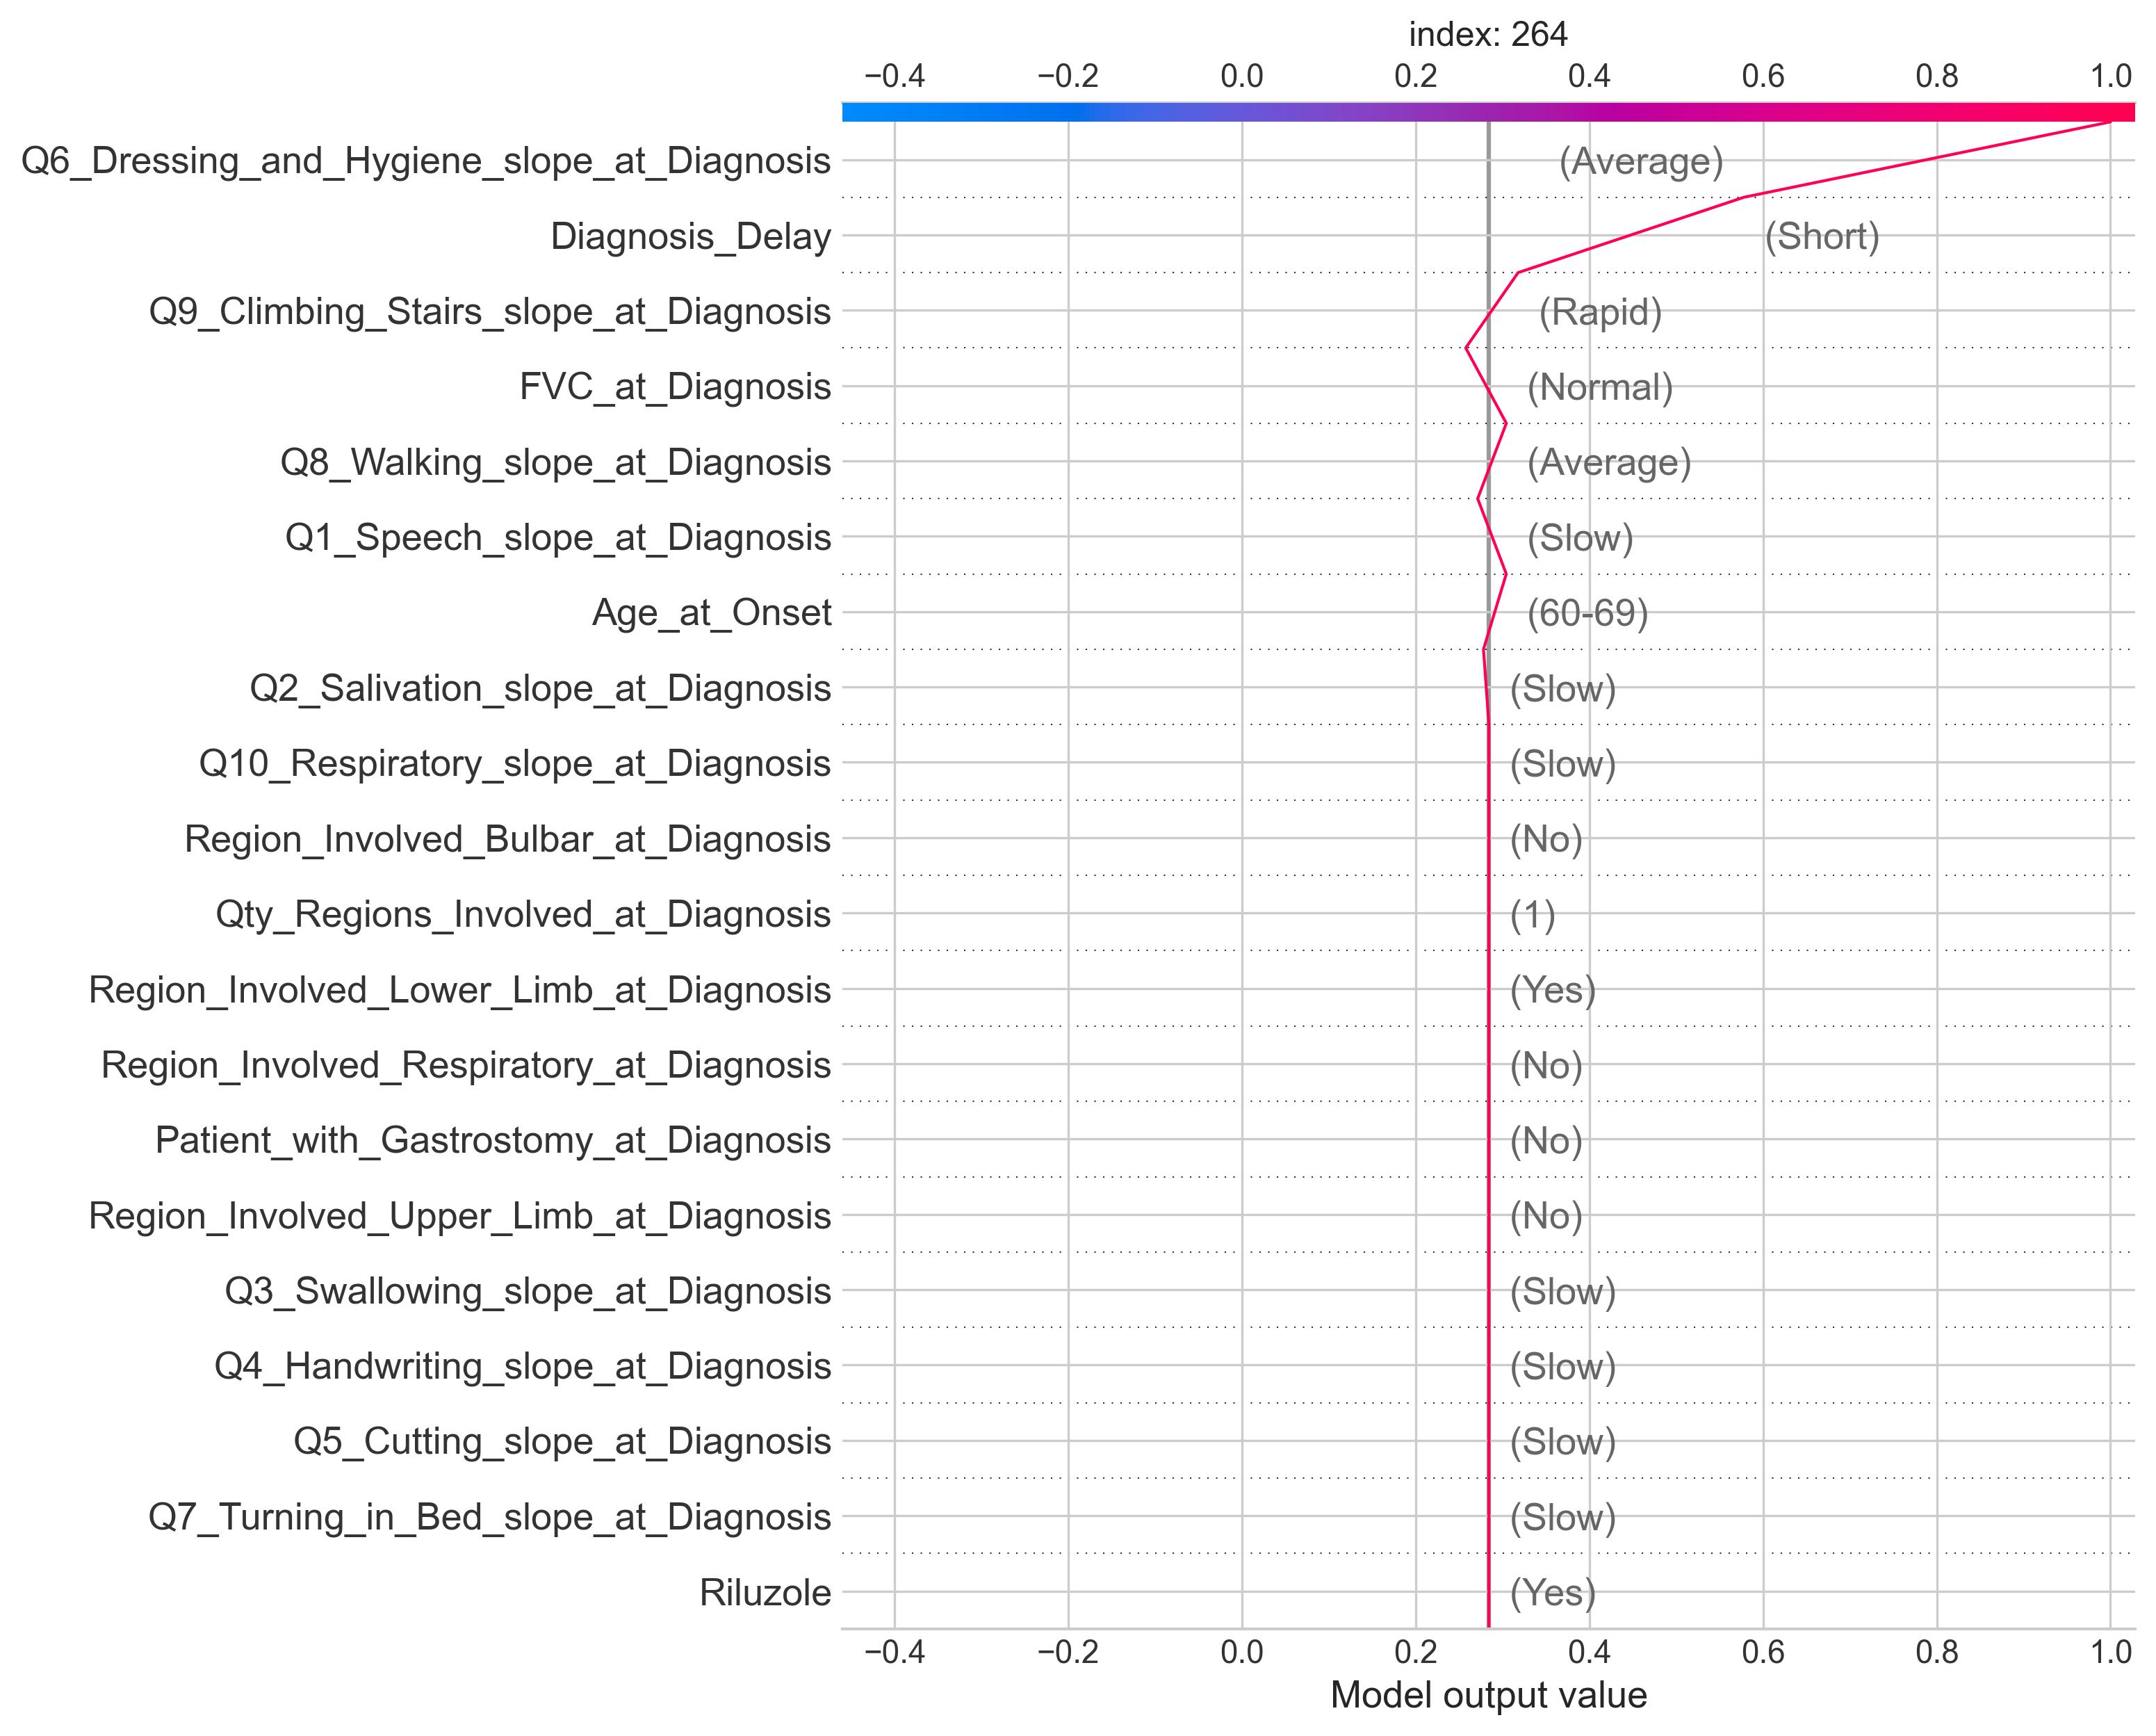 index: 264
−0.4 −0.2 0.0 0.2 0.4 0.6 0.8 1.0
Q6_Dressing_and_Hygiene_slope_at_Diagnosis (Average)
Diagnosis_Delay (Short)
Q9_Climbing_Stairs_slope_at_Diagnosis (Rapid)
FVC_at_Diagnosis (Normal)
Q8_Walking_slope_at_Diagnosis (Average)
Q1_Speech_slope_at_Diagnosis (Slow)
Age_at_Onset (60-69)
Q2_Salivation_slope_at_Diagnosis (Slow)
Q10_Respiratory_slope_at_Diagnosis (Slow)
Region_Involved_Bulbar_at_Diagnosis (No)
Qty_Regions_Involved_at_Diagnosis (1)
Region_Involved_Lower_Limb_at_Diagnosis (Yes)
Region_Involved_Respiratory_at_Diagnosis (No)
Patient_with_Gastrostomy_at_Diagnosis (No)
Region_Involved_Upper_Limb_at_Diagnosis (No)
Q3_Swallowing_slope_at_Diagnosis (Slow)
Q4_Handwriting_slope_at_Diagnosis (Slow)
Q5_Cutting_slope_at_Diagnosis (Slow)
Q7_Turning_in_Bed_slope_at_Diagnosis (Slow)
Riluzole (Yes)
−0.4 −0.2 0.0 0.2 0.4 0.6 0.8 1.0
Model output value